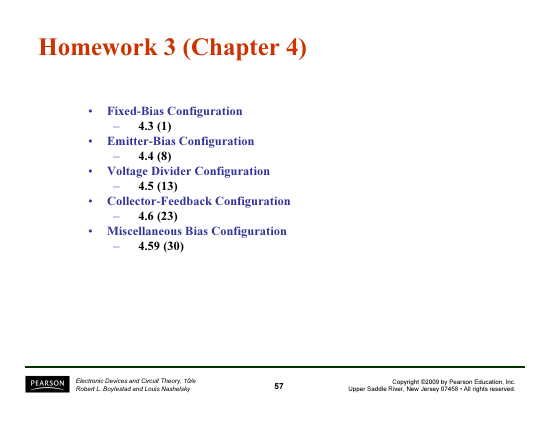 Homework 3 (Chapter 4)
• Fixed-Bias Configuration
– 4.3 (1)
• Emitter-Bias Configuration
– 4.4 (8)
• Voltage Divider Configuration
– 4.5 (13)
• Collector-Feedback Configuration
– 4.6 (23)
• Miscellaneous Bias Configuration
– 4.59 (30)
PEARSON
Electronic Devices and Circuit Theory, 10/e
Robert L. Boylestad and Louis Nashelsky
57
Copyright ©2009 by Pearson Education, Inc.
Upper Saddle River, New Jersey 07458 • All rights reserved.